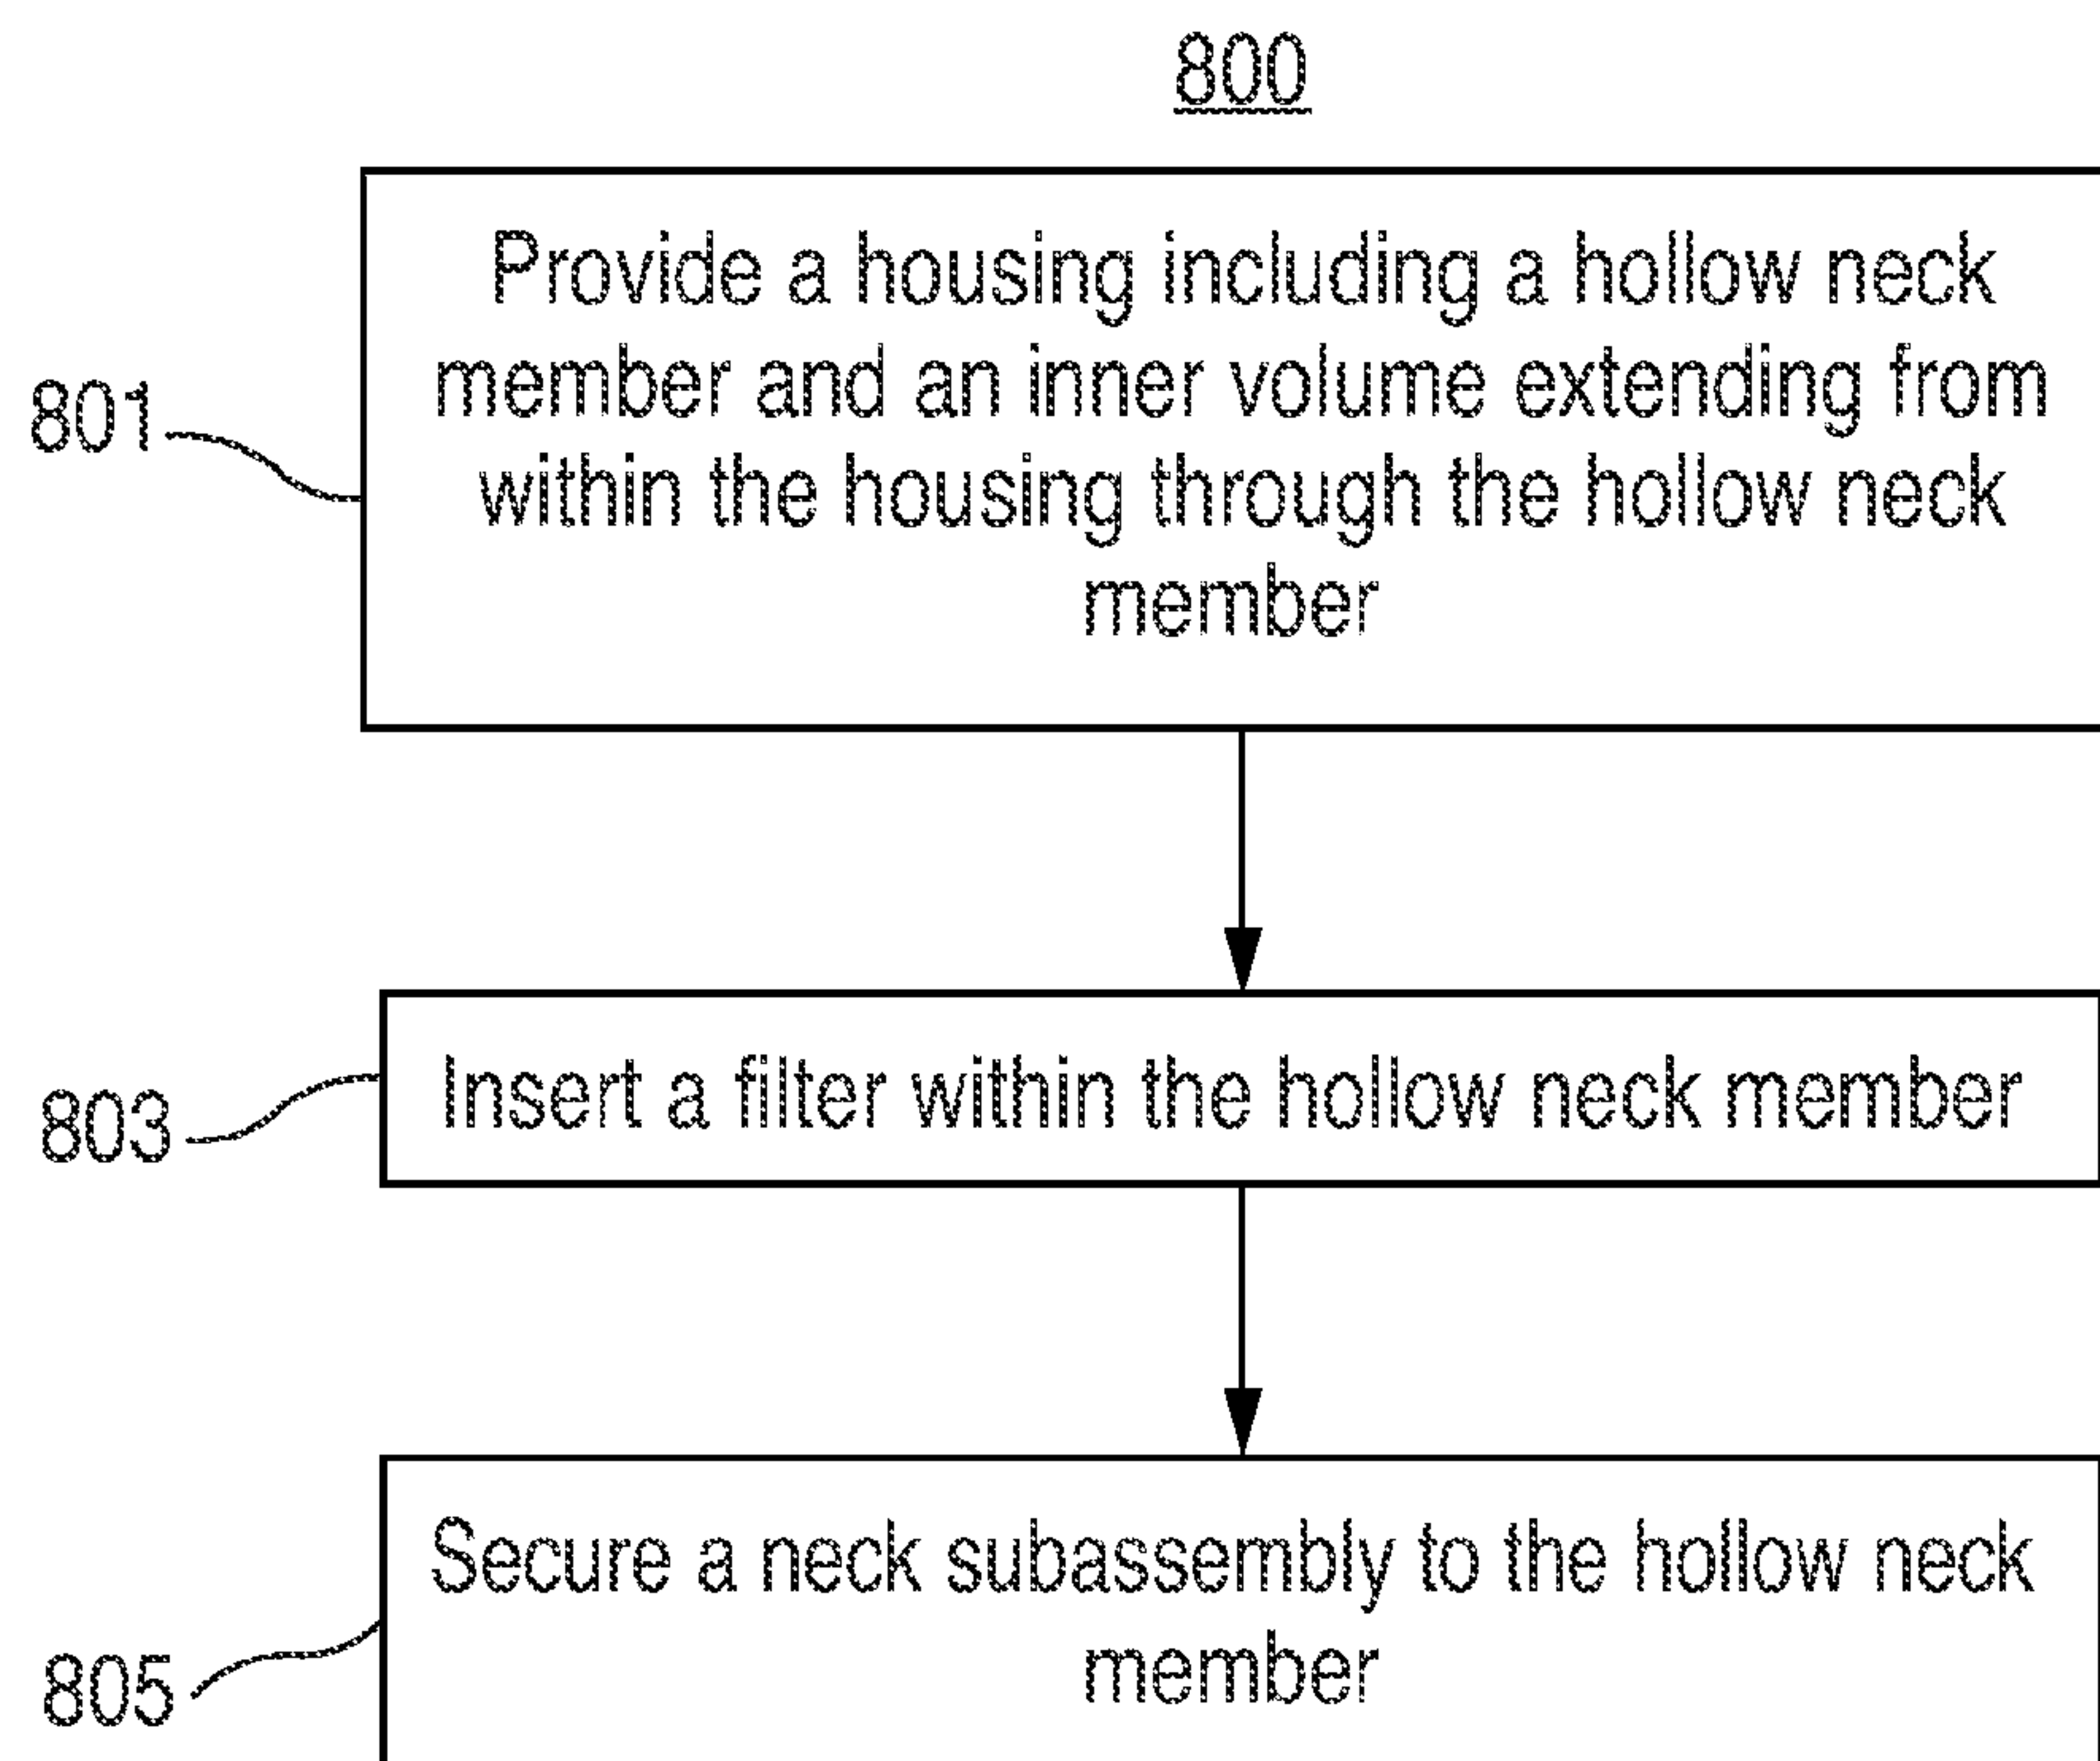 800
Provide a housing including a hollow neck
member and an inner volume extending from
within the housing through the hollow neck
member
801
Insert a filter within the hollow neck member
803
Secure a neck subassembly to the hollow neck
member
805